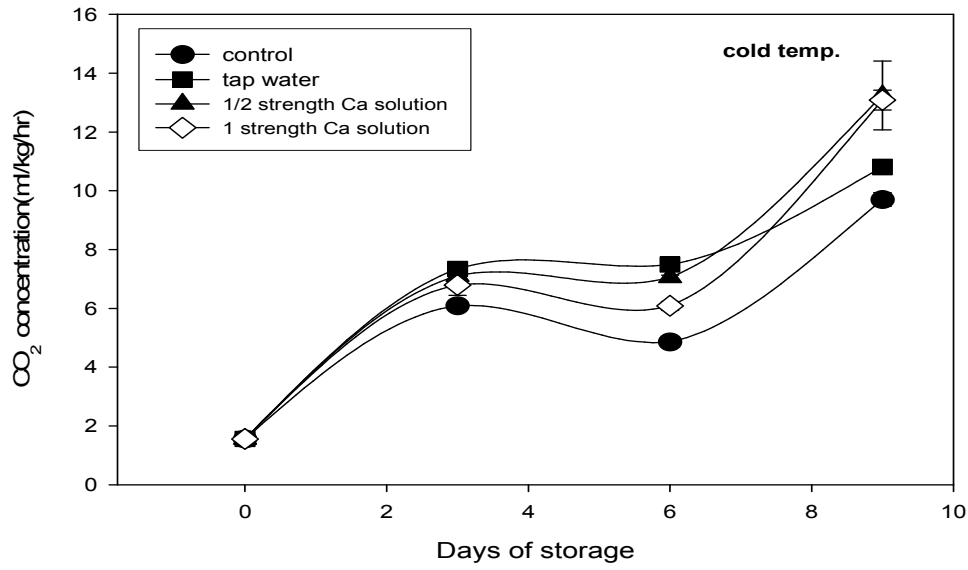 16
14
12
10
8
6
4
2
0
CO2 concentration(ml/kg/hr)
control
tap water
1/2 strength Ca solution
1 strength Ca solution
cold temp.
0 2 4 6 8 10
Days of storage